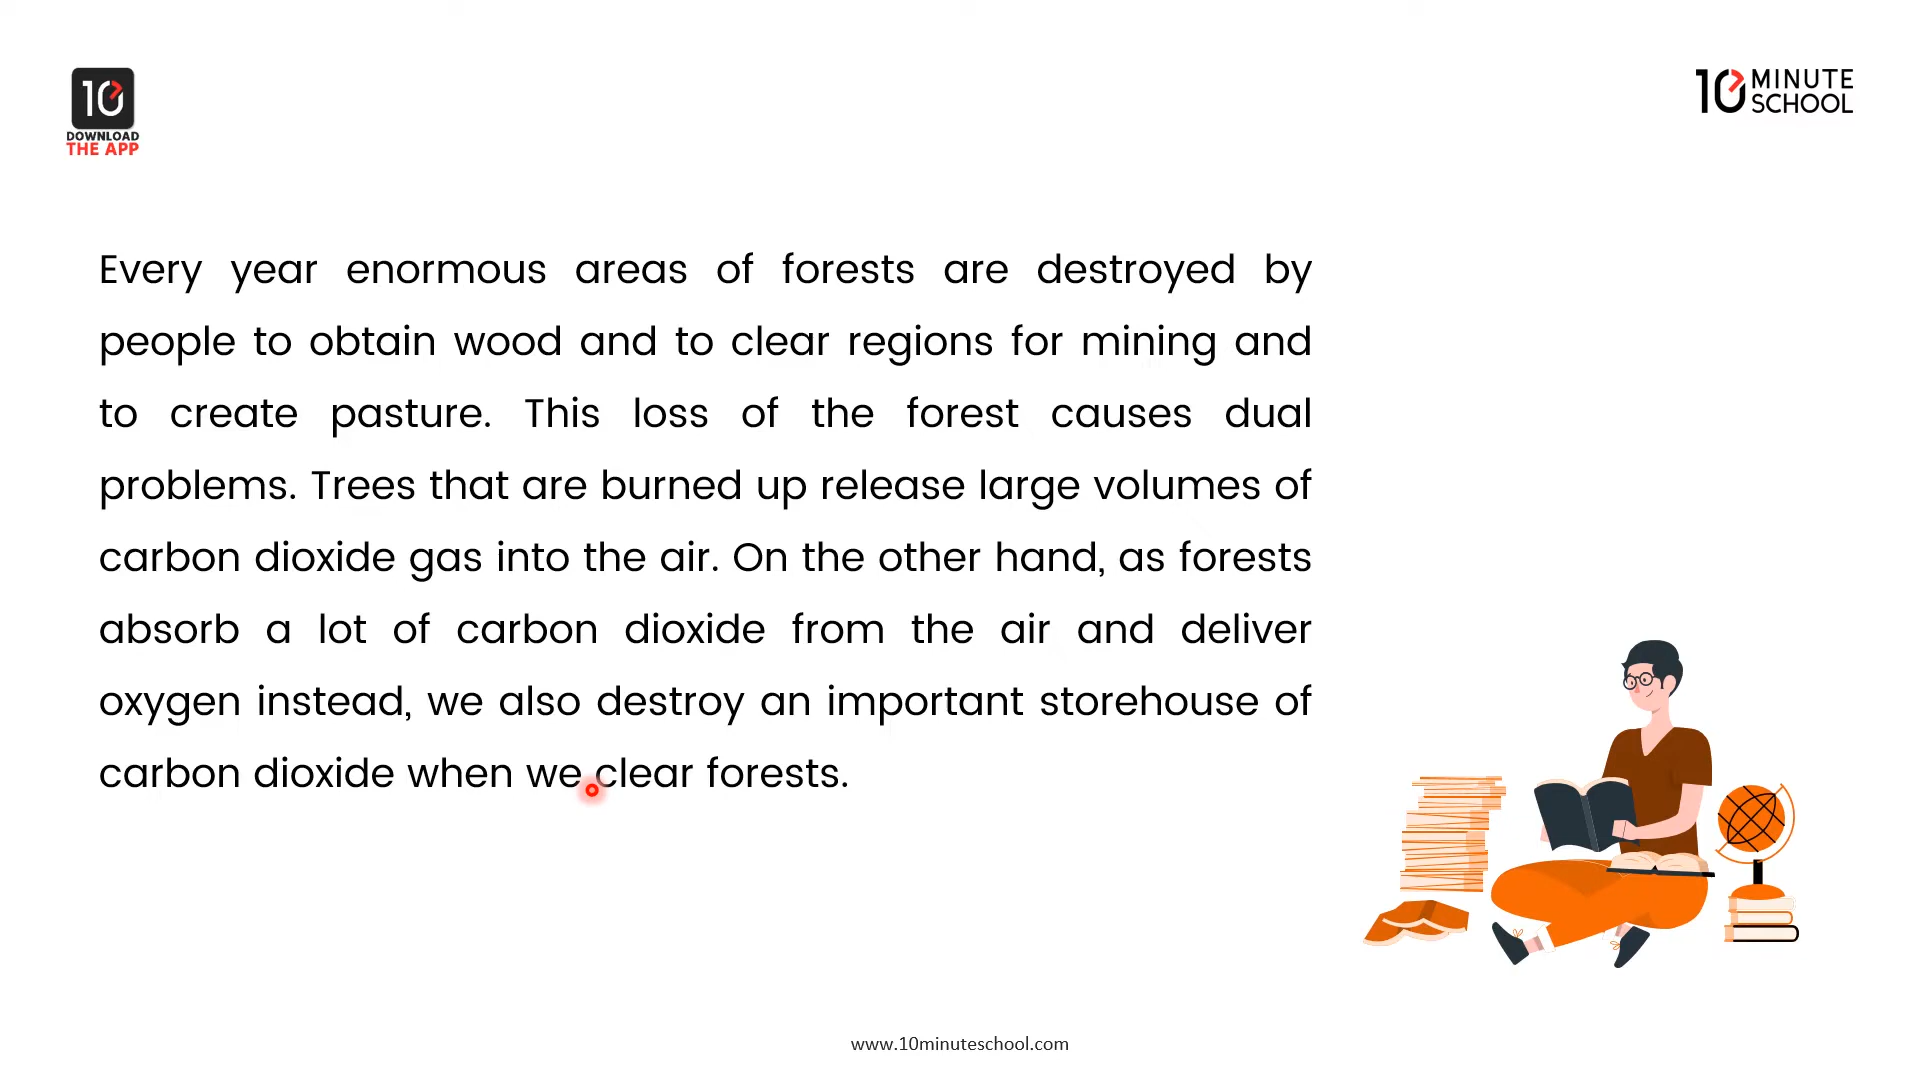 10
DOWNLOAD
THE APP
10 MINUTE
SCHOOL
Every year enormous areas of forests are destroyed by
people to obtain wood and to clear regions for mining and
to create pasture. This loss of the forest causes dual
problems. Trees that are burned up release large volumes of
carbon dioxide gas into the air. On the other hand, as forests
absorb a lot of carbon dioxide from the air and deliver
oxygen instead, we also destroy an important storehouse of
carbon dioxide when we clear forests.
www.10minuteschool.com